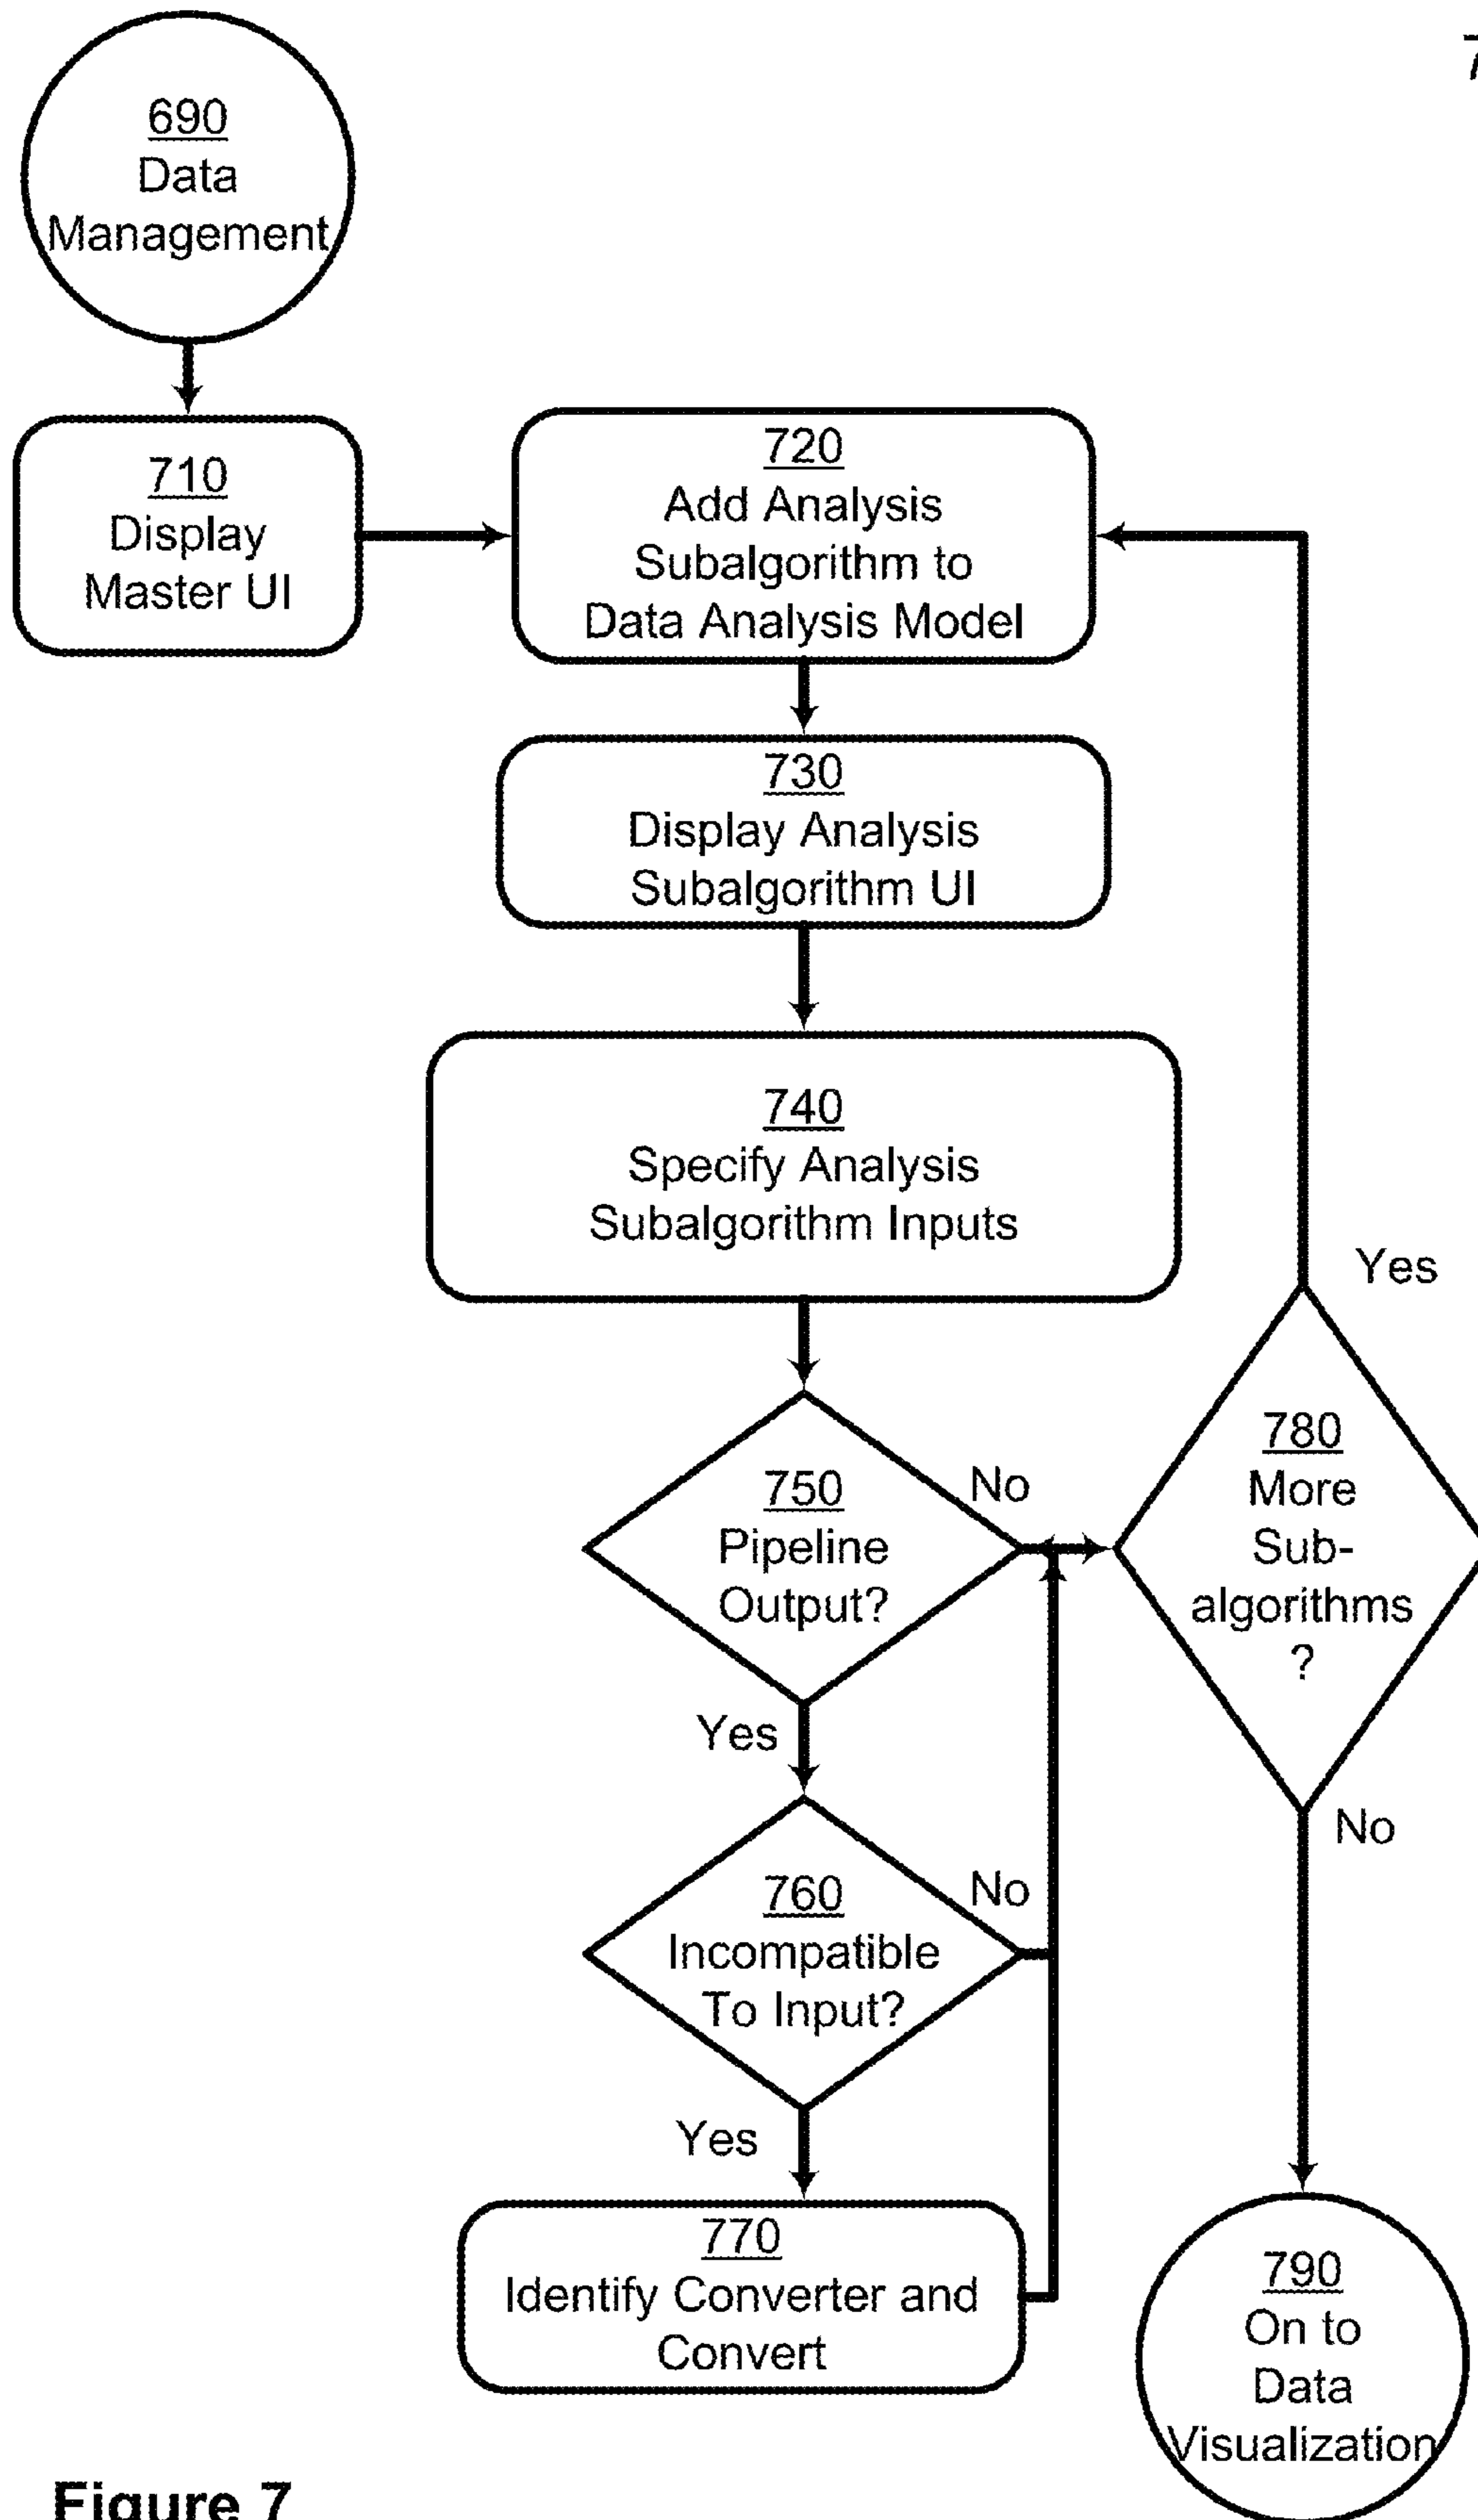 690
Data
Management
7
710
Display
Master UI
720
Add Analysis
Subalgorithm to
Data Analysis Model
730
Display Analysis
Subalgorithm UI
740
Specify Analysis
Subalgorithm Inputs
750
Pipeline
Output?
No
Yes
760
Incompatible
To Input?
No
Yes
770
Identify Converter and
Convert
780
More
Sub-
algorithms
?
Yes
No
790
On to
Data
Visualization
Figure 7